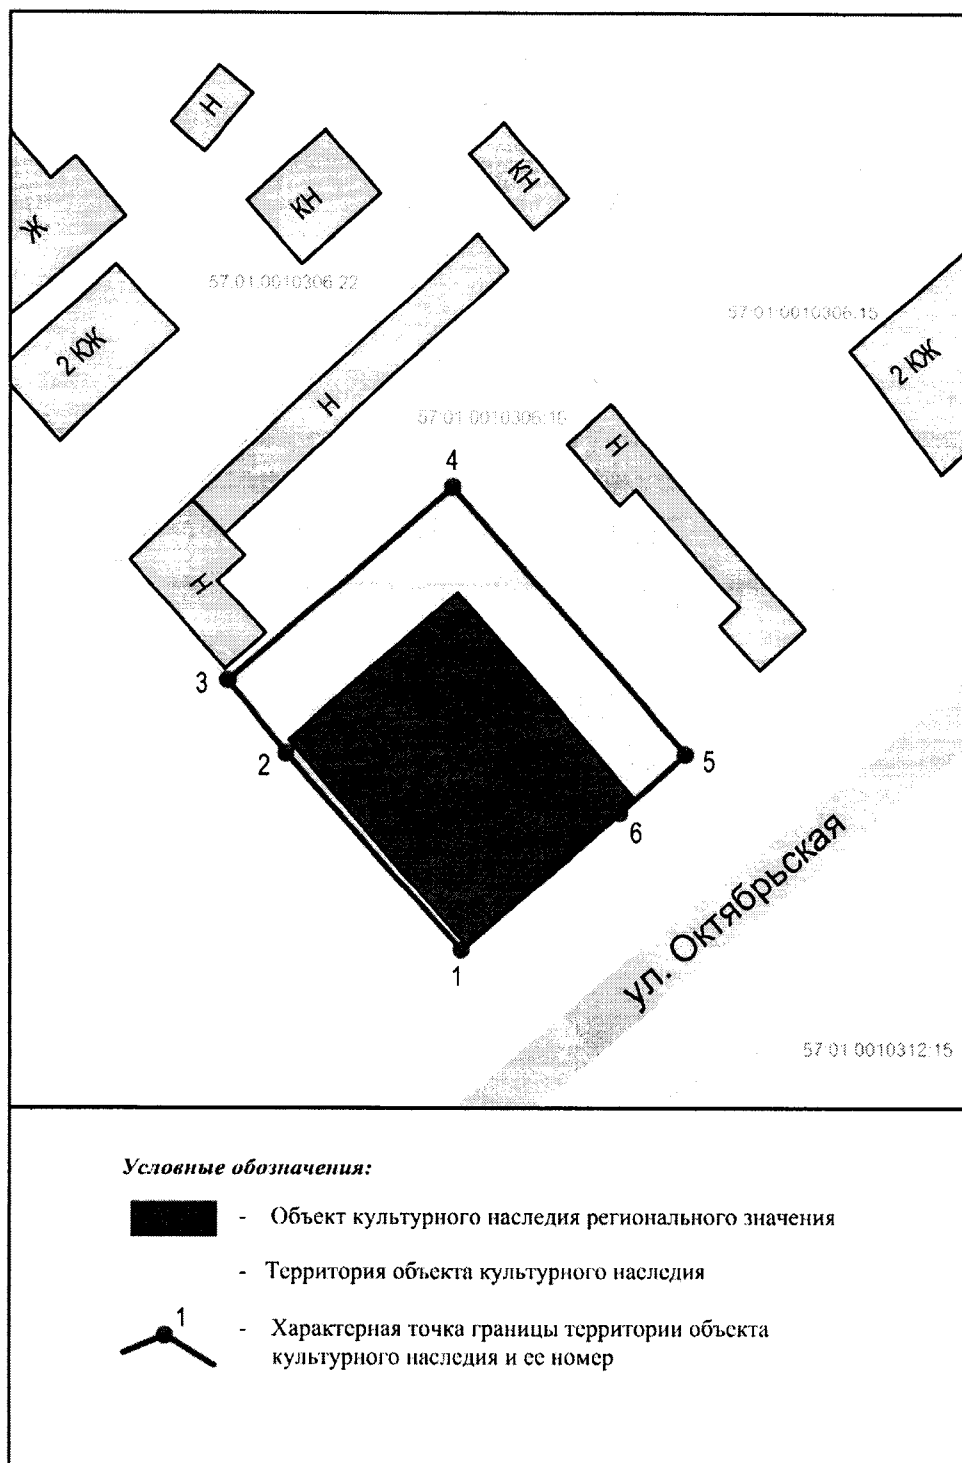 Н
КН
КН
Ж
57:01:0010306:22
57:01:0010306:15
2 КЖ
2 КЖ
Н
57:01:0010306:16
Н
4
Н
3
2
5
6
ул. Октябрьская
1
57:01:0010312:15
Условные обозначения:
- Объект культурного наследия регионального значения
- Территория объекта культурного наследия
1
- Характерная точка границы территории объекта
культурного наследия и ее номер